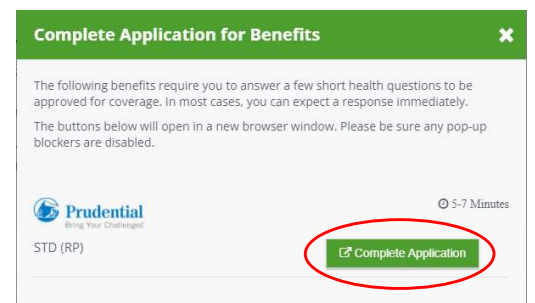 Complete Application for Benefits
The following benefits require you to answer a few short health questions to be
approved for coverage. In most cases, you can expect a response immediately.
The buttons below will open in a new browser window. Please be sure any pop-up
blockers are disabled.
Prudential
Bring Your Challenges®
5-7 Minutes
STD (RP)
Complete Application